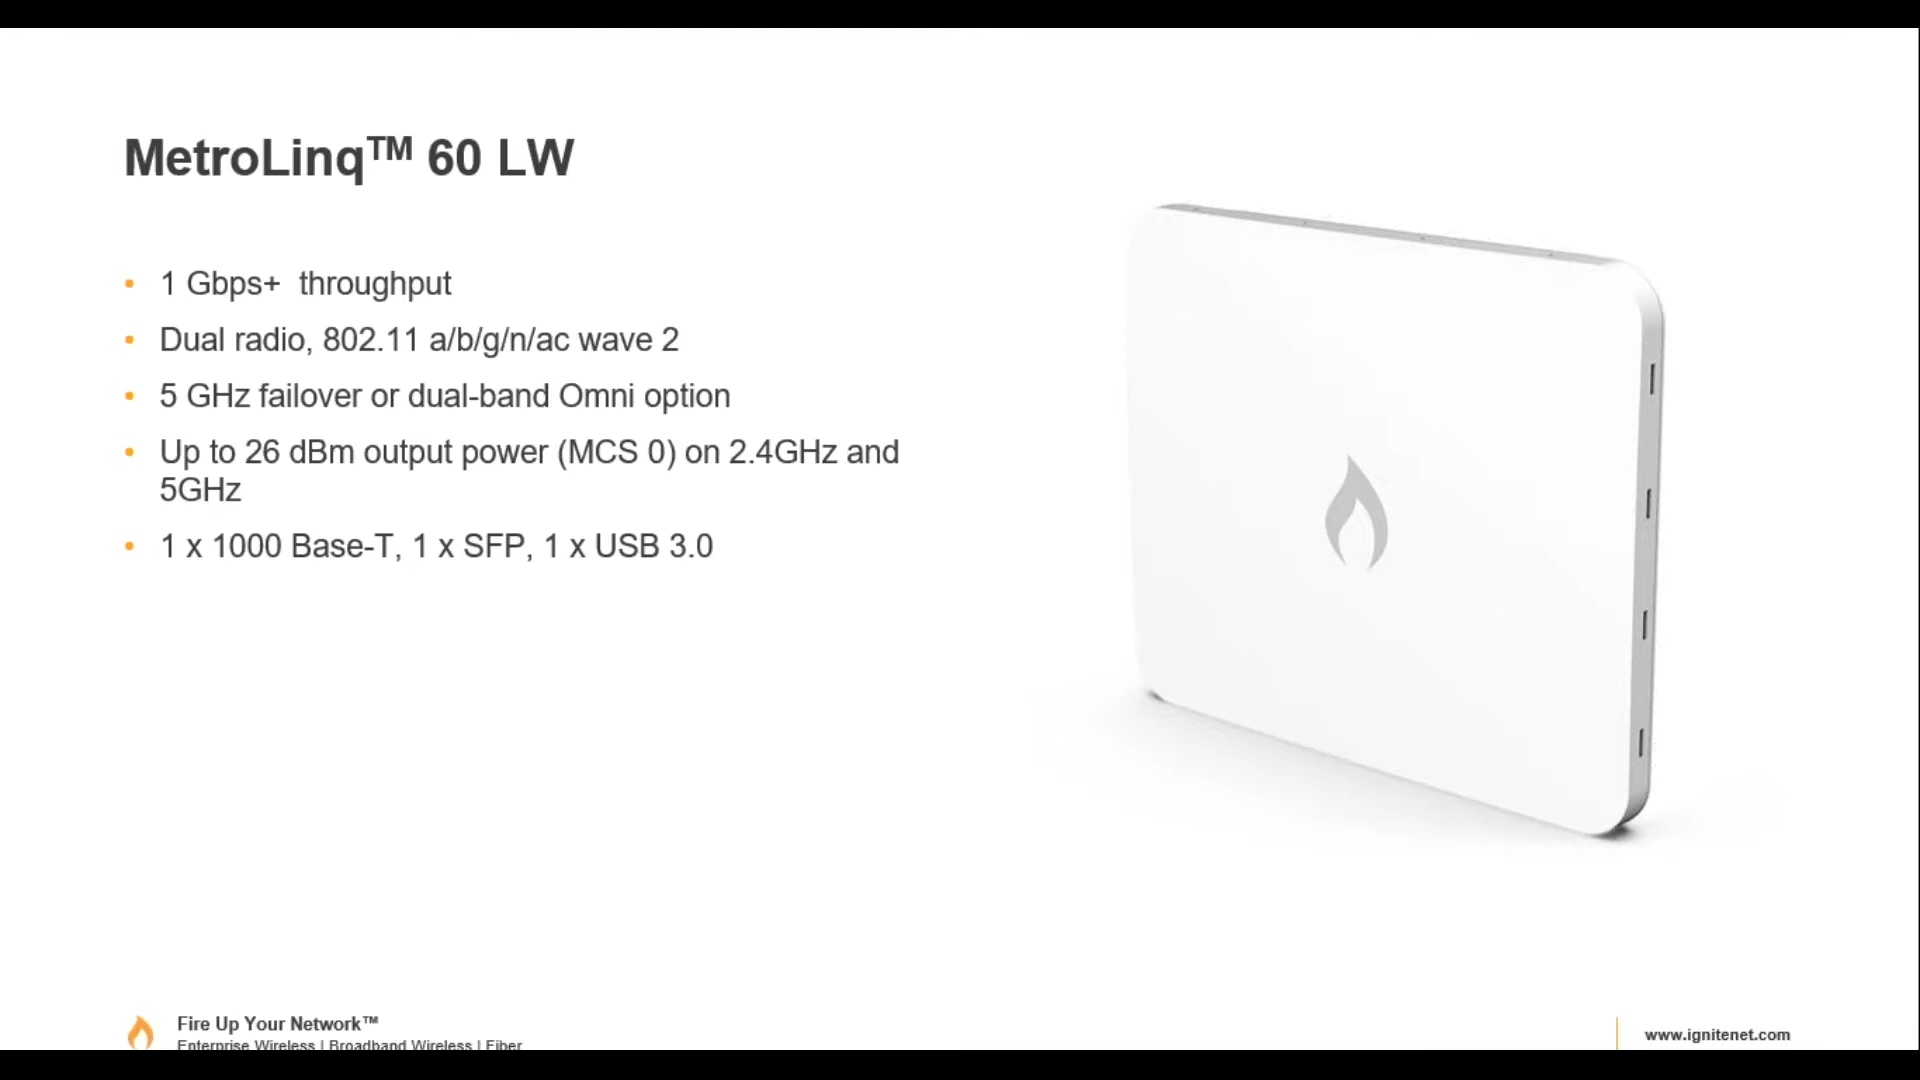 MetroLinq™ 60 LW
• 1 Gbps+ throughput
• Dual radio, 802.11 a/b/g/n/ac wave 2
• 5 GHz failover or dual-band Omni option
• Up to 26 dBm output power (MCS 0) on 2.4GHz and
5GHz
• 1 x 1000 Base-T, 1 x SFP, 1 x USB 3.0
Fire Up Your Network™
Enterprise Wireless | Broadband Wireless | Fiber
www.ignitenet.com